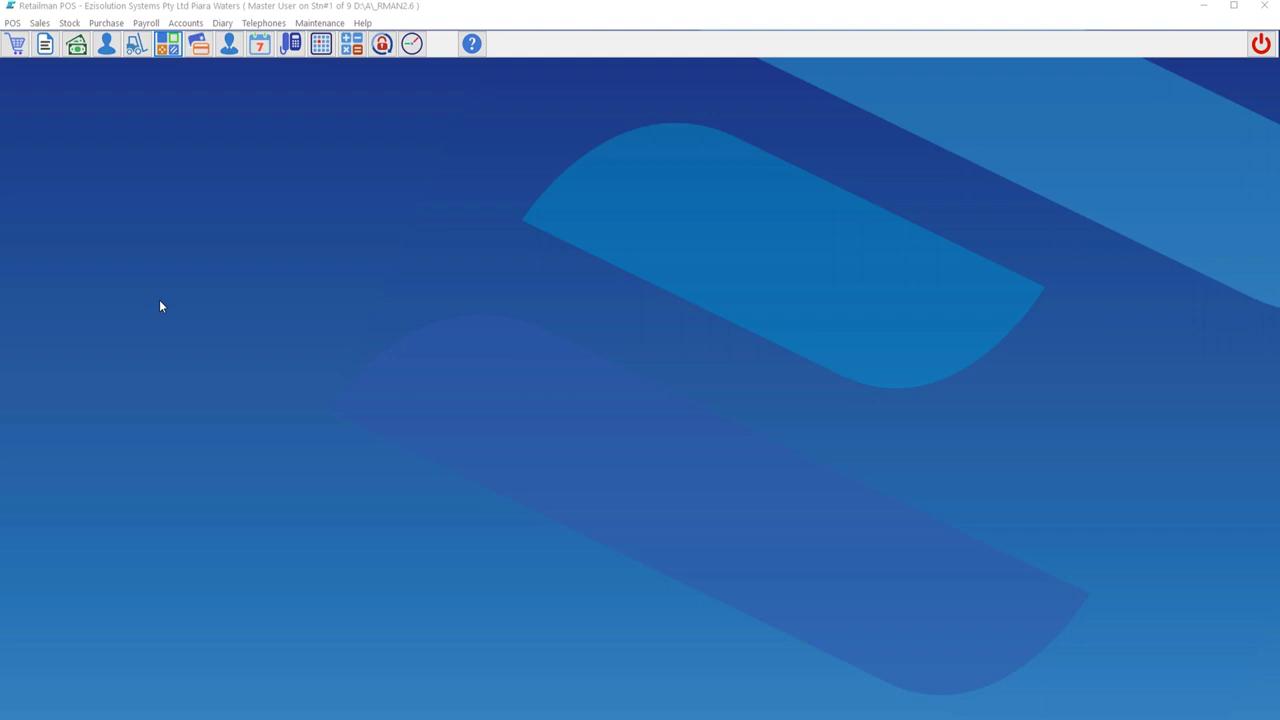 Retailman POS - Ezisolution Systems Pty Ltd Piara Waters ( Master User on Stn#1 of 9 D:\A\_RMAN2.6 )
POS Sales Stock Purchase Payroll Accounts Diary Telephones Maintenance Help
7
?